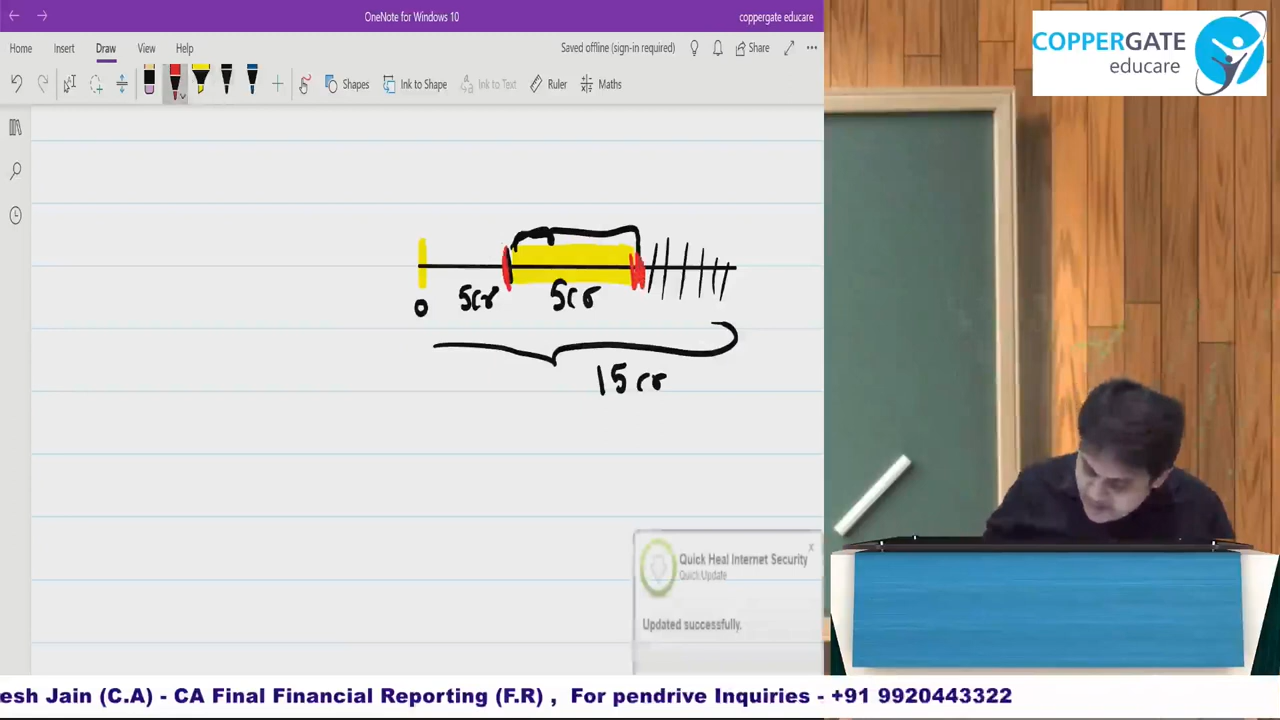 OneNote for Windows 10
coppergate educare
Home Insert Draw View Help
Saved offline (sign-in required)
Share
Shapes
Ink to Shape
Ink to Text
Ruler
Maths
COPPERGATE
educare
0
5cr
5cr
15 cr
Quick Heal Internet Security
x
Quick Update
Updated successfully.
esh Jain (C.A) - CA Final Financial Reporting (F.R) , For pendrive Inquiries - +91 9920443322